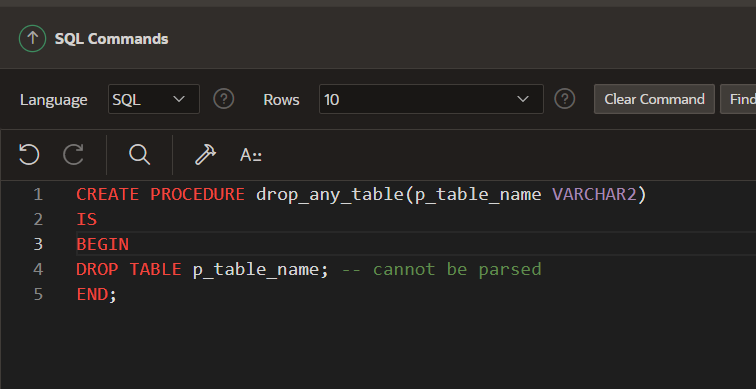 SQL Commands
Language SQL ? Rows 10 ? Clear Command Find
A::
1 CREATE PROCEDURE drop_any_table(p_table_name VARCHAR2)
2 IS
3 BEGIN
4 DROP TABLE p_table_name; -- cannot be parsed
5 END;